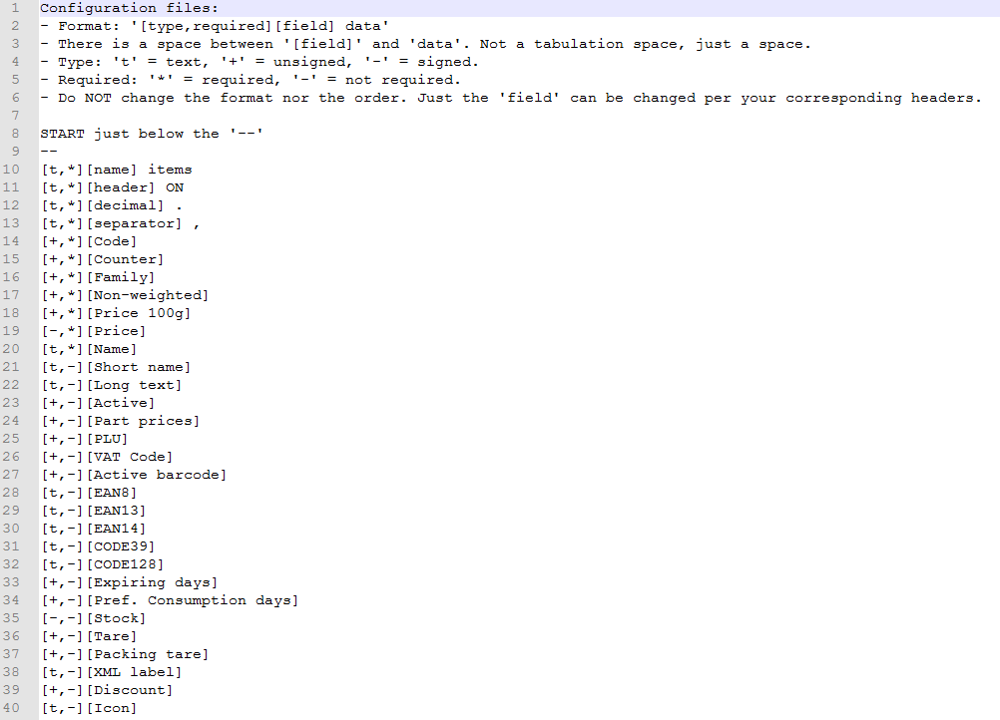 1 Configuration files:
2 - Format: '[type,required][field] data'
3 - There is a space between '[field]' and 'data'. Not a tabulation space, just a space.
4 - Type: 't' = text, '+' = unsigned, '-' = signed.
5 - Required: '*' = required, '-' = not required.
6 - Do NOT change the format nor the order. Just the 'field' can be changed per your corresponding headers.
7
8 START just below the '--'
9 --
10 [t,*][name] items
11 [t,*][header] ON
12 [t,*][decimal] .
13 [t,*][separator] ,
14 [+,*][Code]
15 [+,*][Counter]
16 [+,*][Family]
17 [+,*][Non-weighted]
18 [+,*][Price 100g]
19 [-,*][Price]
20 [t,*][Name]
21 [t,-][Short name]
22 [t,-][Long text]
23 [+,-][Active]
24 [+,-][Part prices]
25 [+,-][PLU]
26 [+,-][VAT Code]
27 [+,-][Active barcode]
28 [t,-][EAN8]
29 [t,-][EAN13]
30 [t,-][EAN14]
31 [t,-][CODE39]
32 [t,-][CODE128]
33 [+,-][Expiring days]
34 [+,-][Pref. Consumption days]
35 [-,-][Stock]
36 [+,-][Tare]
37 [+,-][Packing tare]
38 [t,-][XML label]
39 [+,-][Discount]
40 [t,-][Icon]